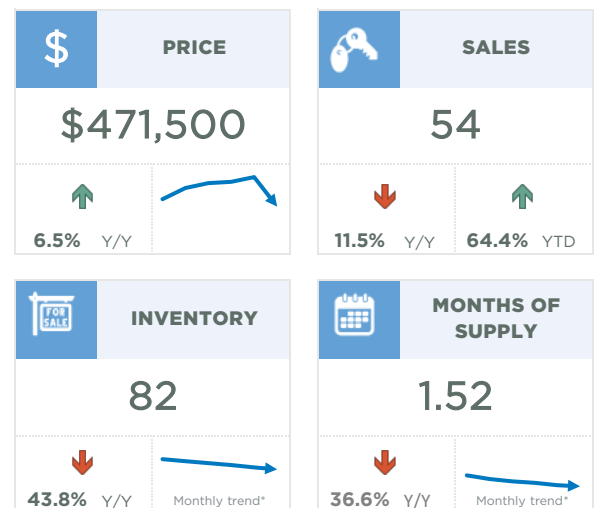 $
PRICE
$471,500
6.5% Y/Y
SALES
54
11.5% Y/Y
64.4% YTD
FOR
SALE
INVENTORY
82
43.8% Y/Y
Monthly trend*
MONTHS OF
SUPPLY
1.52
36.6% Y/Y
Monthly trend*